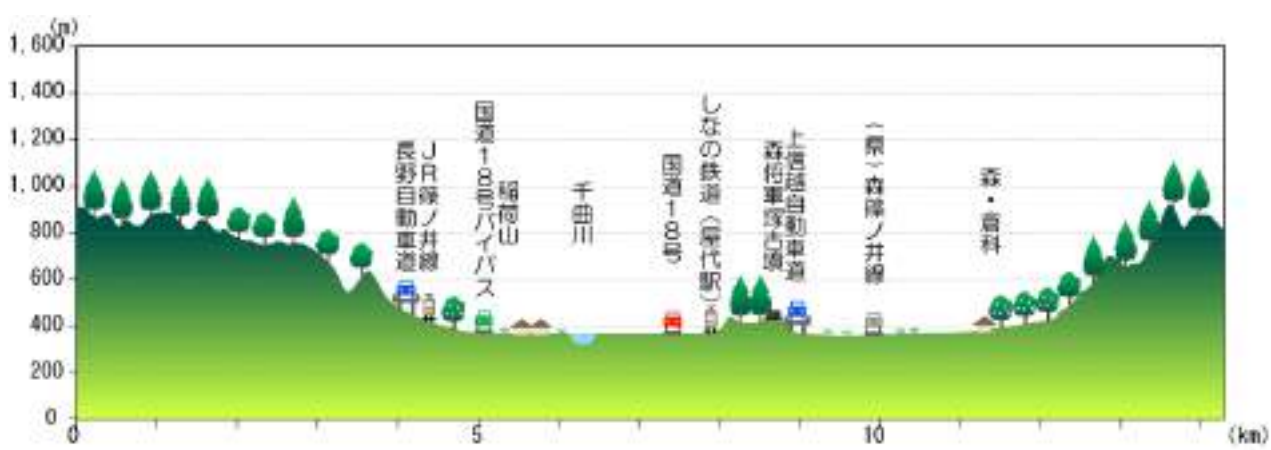 (m)
1,600
1,400
1,200
1,000
800
600
400
200
0
長野自動車道
JR篠ノ井線
国道18号バイパス
稲荷山
千曲川
国道18号
しなの鉄道(屋代駅)
森将軍塚古墳
上信越自動車道
(県)森篠ノ井線
森・倉科
0
5
10
(km)